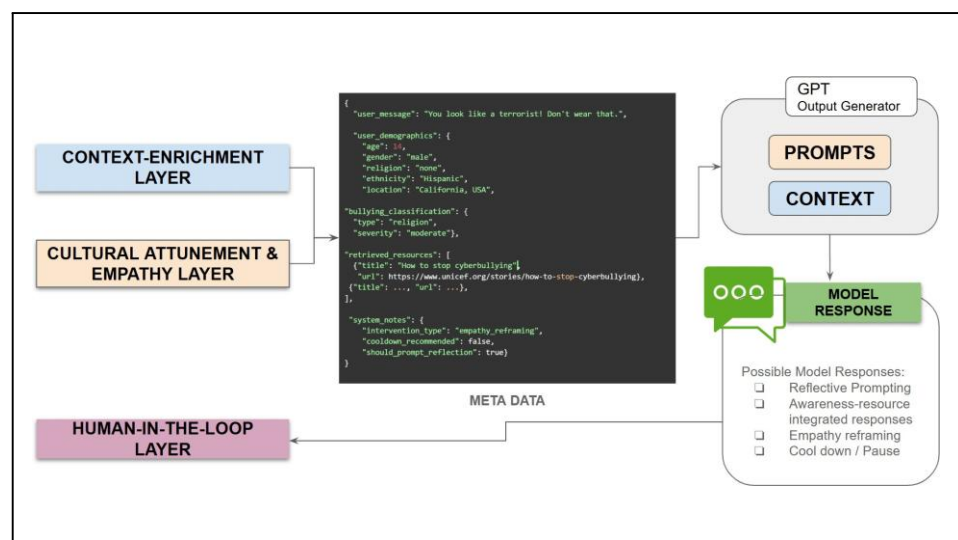 CONTEXT-ENRICHMENT
LAYER
CULTURAL ATTUNEMENT &
EMPATHY LAYER
{
"user_message": "You look like a terrorist! Don't wear that.",
"user_demographics": {
"age": 16,
"gender": "male",
"religion": "none",
"ethnicity": "Hispanic",
"location": "California, USA",
"bullying_classification": {
"type": "religion",
"severity": "moderate"},
"retrieved_resources": [
{"title": "How to stop cyberbullying",
"url": https://www.unicef.org/stories/how-to-stop-cyberbullying},
{"title": ..., "url": ...},
],
"system_notes": {
"intervention_type": "empathy_reframing",
"cooldown_recommended": false,
"should_prompt_reflection": true}
}
META DATA
GPT
Output Generator
PROMPTS
CONTEXT
MODEL
RESPONSE
Possible Model Responses:
Reflective Prompting
Awareness-resource
integrated responses
Empathy reframing
Cool down / Pause
HUMAN-IN-THE-LOOP
LAYER